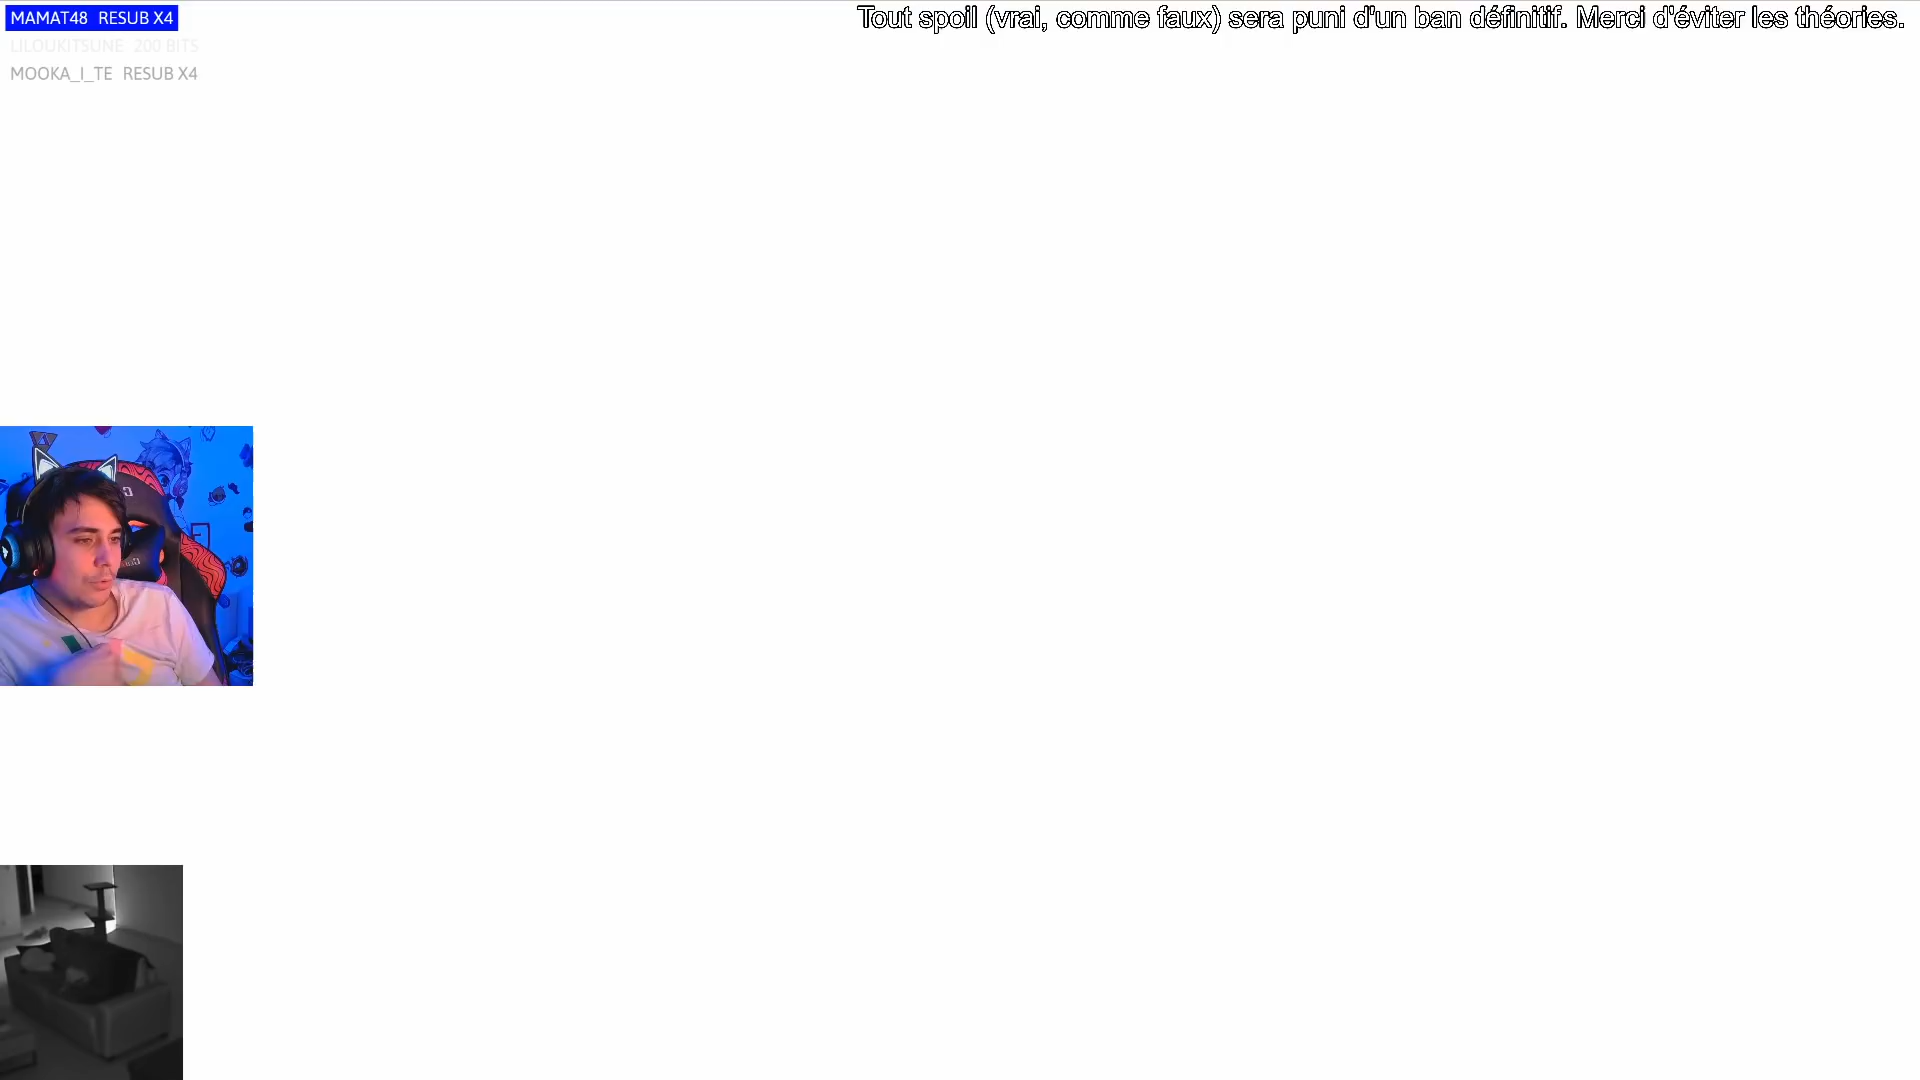 MAMAT48 RESUB X4
Tout spoil (vrai, comme faux) sera puni d'un ban définitif. Merci d'éviter les théories.
LILOUKITSUNE 200 BITS
MOOKA_I_TE RESUB X4